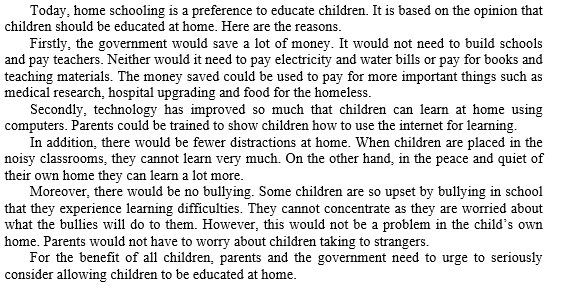 Today, home schooling is a preference to educate children. It is based on the opinion that
children should be educated at home. Here are the reasons.
Firstly, the government would save a lot of money. It would not need to build schools
and pay teachers. Neither would it need to pay electricity and water bills or pay for books and
teaching materials. The money saved could be used to pay for more important things such as
medical research, hospital upgrading and food for the homeless.
Secondly, technology has improved so much that children can learn at home using
computers. Parents could be trained to show children how to use the internet for learning.
In addition, there would be fewer distractions at home. When children are placed in the
noisy classrooms, they cannot learn very much. On the other hand, in the peace and quiet of
their own home they can learn a lot more.
Moreover, there would be no bullying. Some children are so upset by bullying in school
that they experience learning difficulties. They cannot concentrate as they are worried about
what the bullies will do to them. However, this would not be a problem in the child's own
home. Parents would not have to worry about children taking to strangers.
For the benefit of all children, parents and the government need to urge to seriously
consider allowing children to be educated at home.